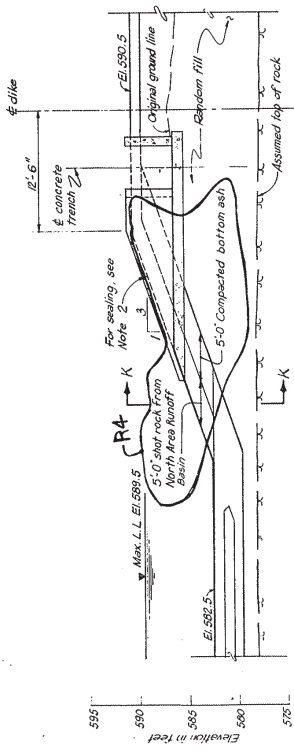 ℄ dike
12'-6"
El. 590.5
℄ concrete
trench
Original ground line
For sealing, see
Note 2
3
1
Random fill
K
R4
5'-0" shot rock from
North Area Runoff
Basin
5'-0" Compacted bottom ash
Assumed top of rock
K
Max. L.L El. 589.5
El. 582.5
595
590
585
580
575
Elevation in feet